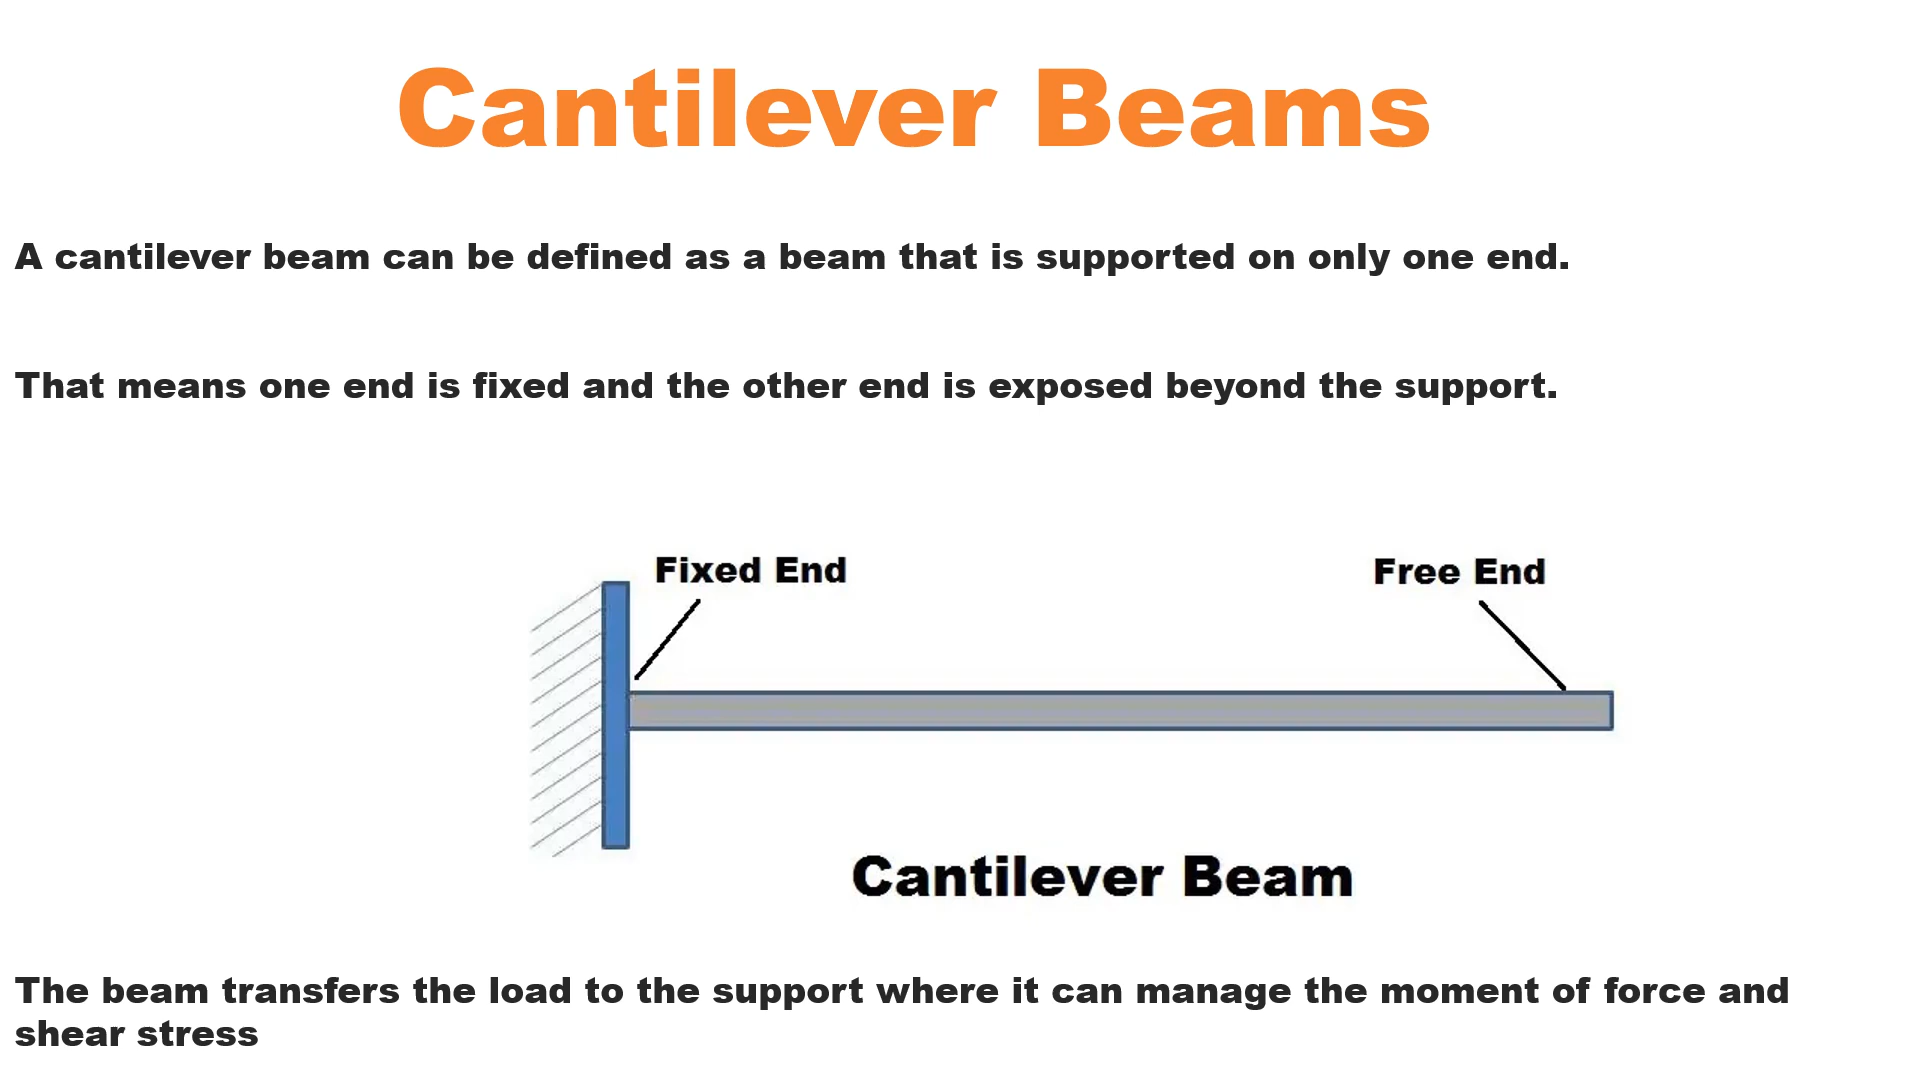 Cantilever Beams
A cantilever beam can be defined as a beam that is supported on only one end.
That means one end is fixed and the other end is exposed beyond the support.
Fixed End
Free End
Cantilever Beam
The beam transfers the load to the support where it can manage the moment of force and
shear stress